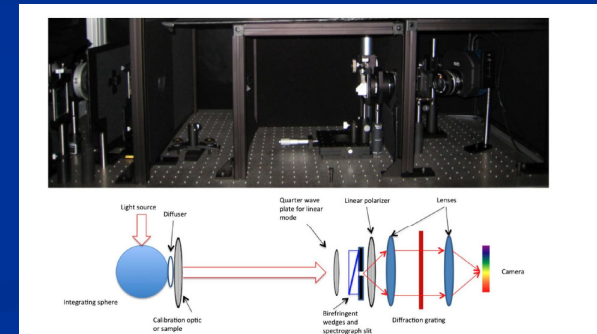 Light source
Diffuser
Quarter wave
plate for linear
mode
Linear polarizer
Lenses
Camera
Integrating sphere
Calibration optic
or sample
Birefringent
wedges and
spectrograph slit
Diffraction grating